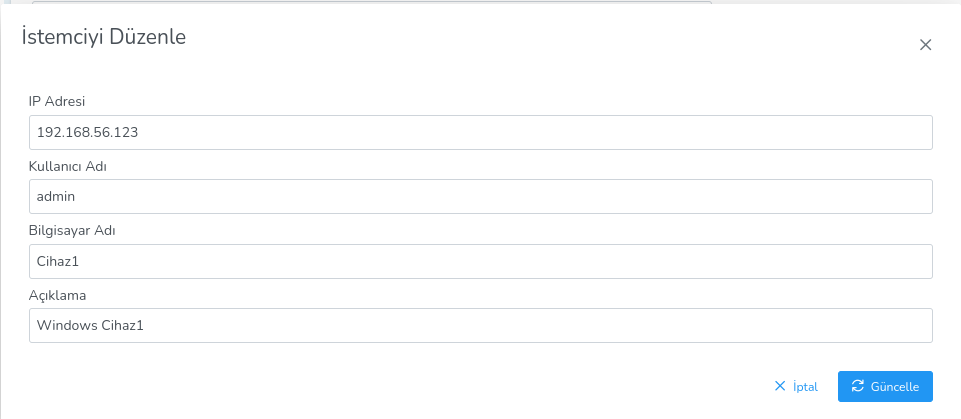 İstemciyi Düzenle
IP Adresi
192.168.56.123
Kullanıcı Adı
admin
Bilgisayar Adı
Cihaz1
Açıklama
Windows Cihaz1
İptal
Güncelle